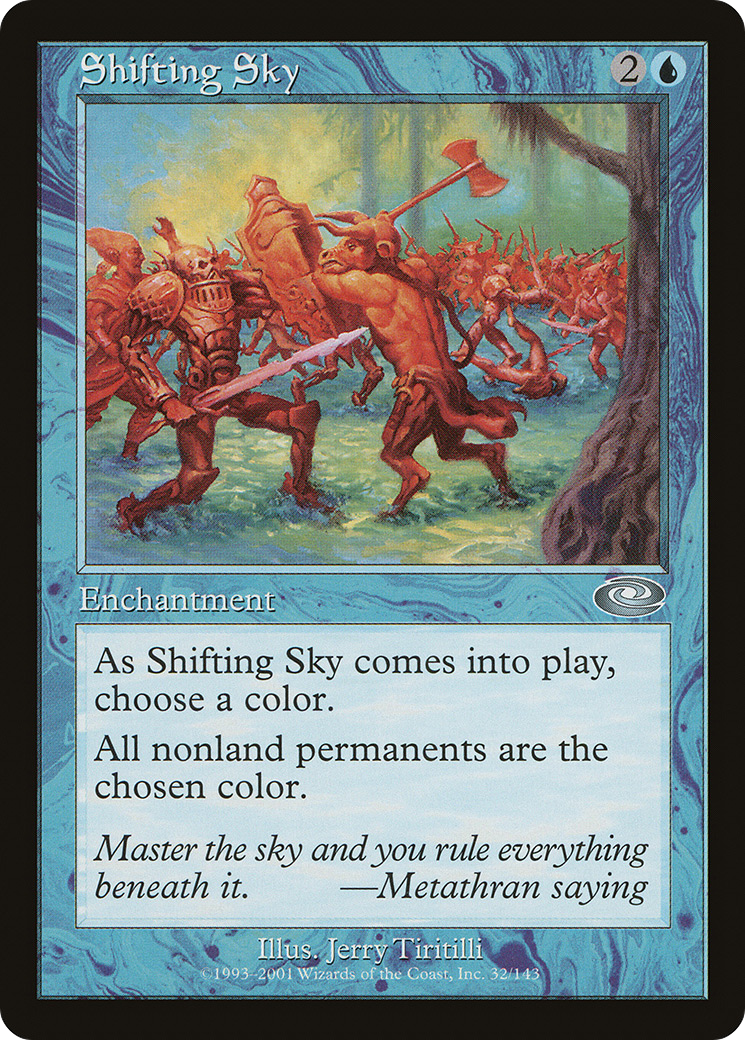 Shifting Sky
2
Enchantment
As Shifting Sky comes into play,
choose a color.
All nonland permanents are the
chosen color.
Master the sky and you rule everything
beneath it. —Metathran saying
Illus. Jerry Tiritilli
©1993–2001 Wizards of the Coast, Inc. 32/143